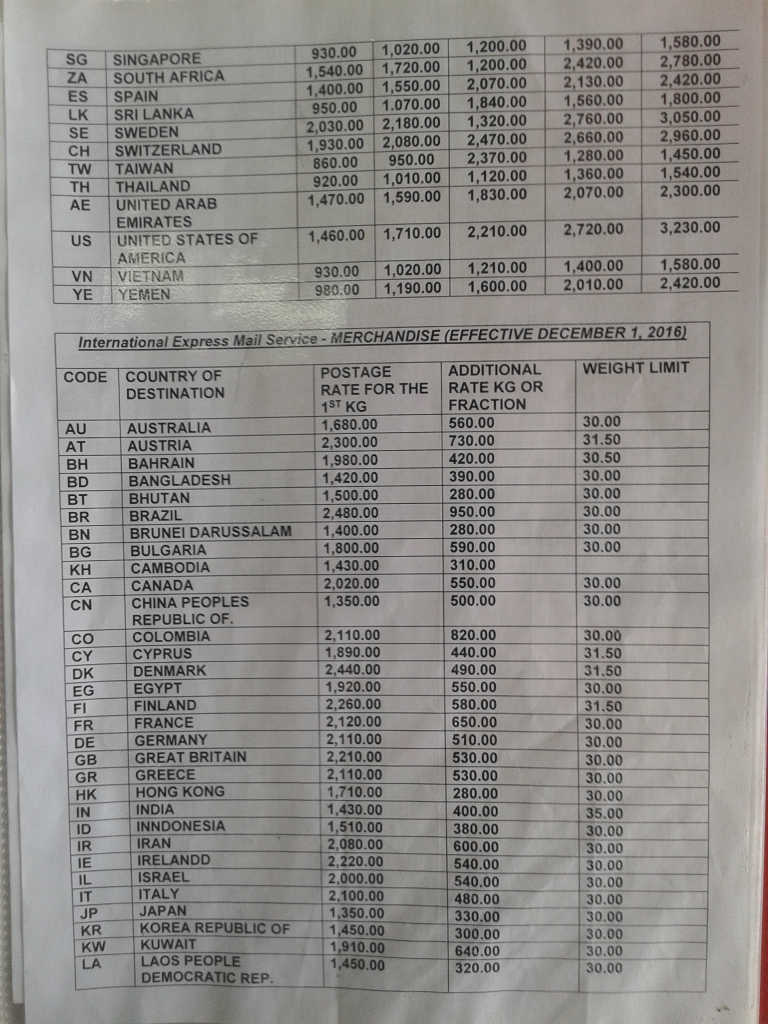 SG SINGAPORE 930.00 1,020.00 1,200.00 1,390.00 1,580.00
ZA SOUTH AFRICA 1,540.00 1,720.00 1,200.00 2,420.00 2,780.00
ES SPAIN 1,400.00 1,550.00 2,070.00 2,130.00 2,420.00
LK SRI LANKA 950.00 1.070.00 1,840.00 1,560.00 1,800.00
SE SWEDEN 2,030.00 2,180.00 1,320.00 2,760.00 3,050.00
CH SWITZERLAND 1,930.00 2,080.00 2,470.00 2,660.00 2,960.00
TW TAIWAN 860.00 950.00 2,370.00 1,280.00 1,450.00
TH THAILAND 920.00 1,010.00 1,120.00 1,360.00 1,540.00
AE UNITED ARAB 1,470.00 1,590.00 1,830.00 2,070.00 2,300.00
EMIRATES
US UNITED STATES OF 1,460.00 1,710.00 2,210.00 2,720.00 3,230.00
AMERICA
VN VIETNAM 930.00 1,020.00 1,210.00 1,400.00 1,580.00
YE YEMEN 980.00 1,190.00 1,600.00 2,010.00 2,420.00
International Express Mail Service - MERCHANDISE (EFFECTIVE DECEMBER 1, 2016)
CODE COUNTRY OF POSTAGE ADDITIONAL WEIGHT LIMIT
DESTINATION RATE FOR THE RATE KG OR
1ST KG FRACTION
AU AUSTRALIA 1,680.00 560.00 30.00
AT AUSTRIA 2,300.00 730.00 31.50
BH BAHRAIN 1,980.00 420.00 30.50
BD BANGLADESH 1,420.00 390.00 30.00
BT BHUTAN 1,500.00 280.00 30.00
BR BRAZIL 2,480.00 950.00 30.00
BN BRUNEI DARUSSALAM 1,400.00 280.00 30.00
BG BULGARIA 1,800.00 590.00 30.00
KH CAMBODIA 1,430.00 310.00
CA CANADA 2,020.00 550.00 30.00
CN CHINA PEOPLES 1,350.00 500.00 30.00
REPUBLIC OF.
CO COLOMBIA 2,110.00 820.00 30.00
CY CYPRUS 1,890.00 440.00 31.50
DK DENMARK 2,440.00 490.00 31.50
EG EGYPT 1,920.00 550.00 30.00
FI FINLAND 2,260.00 580.00 31.50
FR FRANCE 2,120.00 650.00 30.00
DE GERMANY 2,110.00 510.00 30.00
GB GREAT BRITAIN 2,210.00 530.00 30.00
GR GREECE 2,110.00 530.00 30.00
HK HONG KONG 1,710.00 280.00 30.00
IN INDIA 1,430.00 400.00 35.00
ID INNDONESIA 1,510.00 380.00 30.00
IR IRAN 2,080.00 600.00 30.00
IE IRELANDD 2,220.00 540.00 30.00
IL ISRAEL 2,000.00 540.00 30.00
IT ITALY 2,100.00 480.00 30.00
JP JAPAN 1,350.00 330.00 30.00
KR KOREA REPUBLIC OF 1,450.00 300.00 30.00
KW KUWAIT 1,910.00 640.00 30.00
LA LAOS PEOPLE 1,450.00 320.00 30.00
DEMOCRATIC REP.